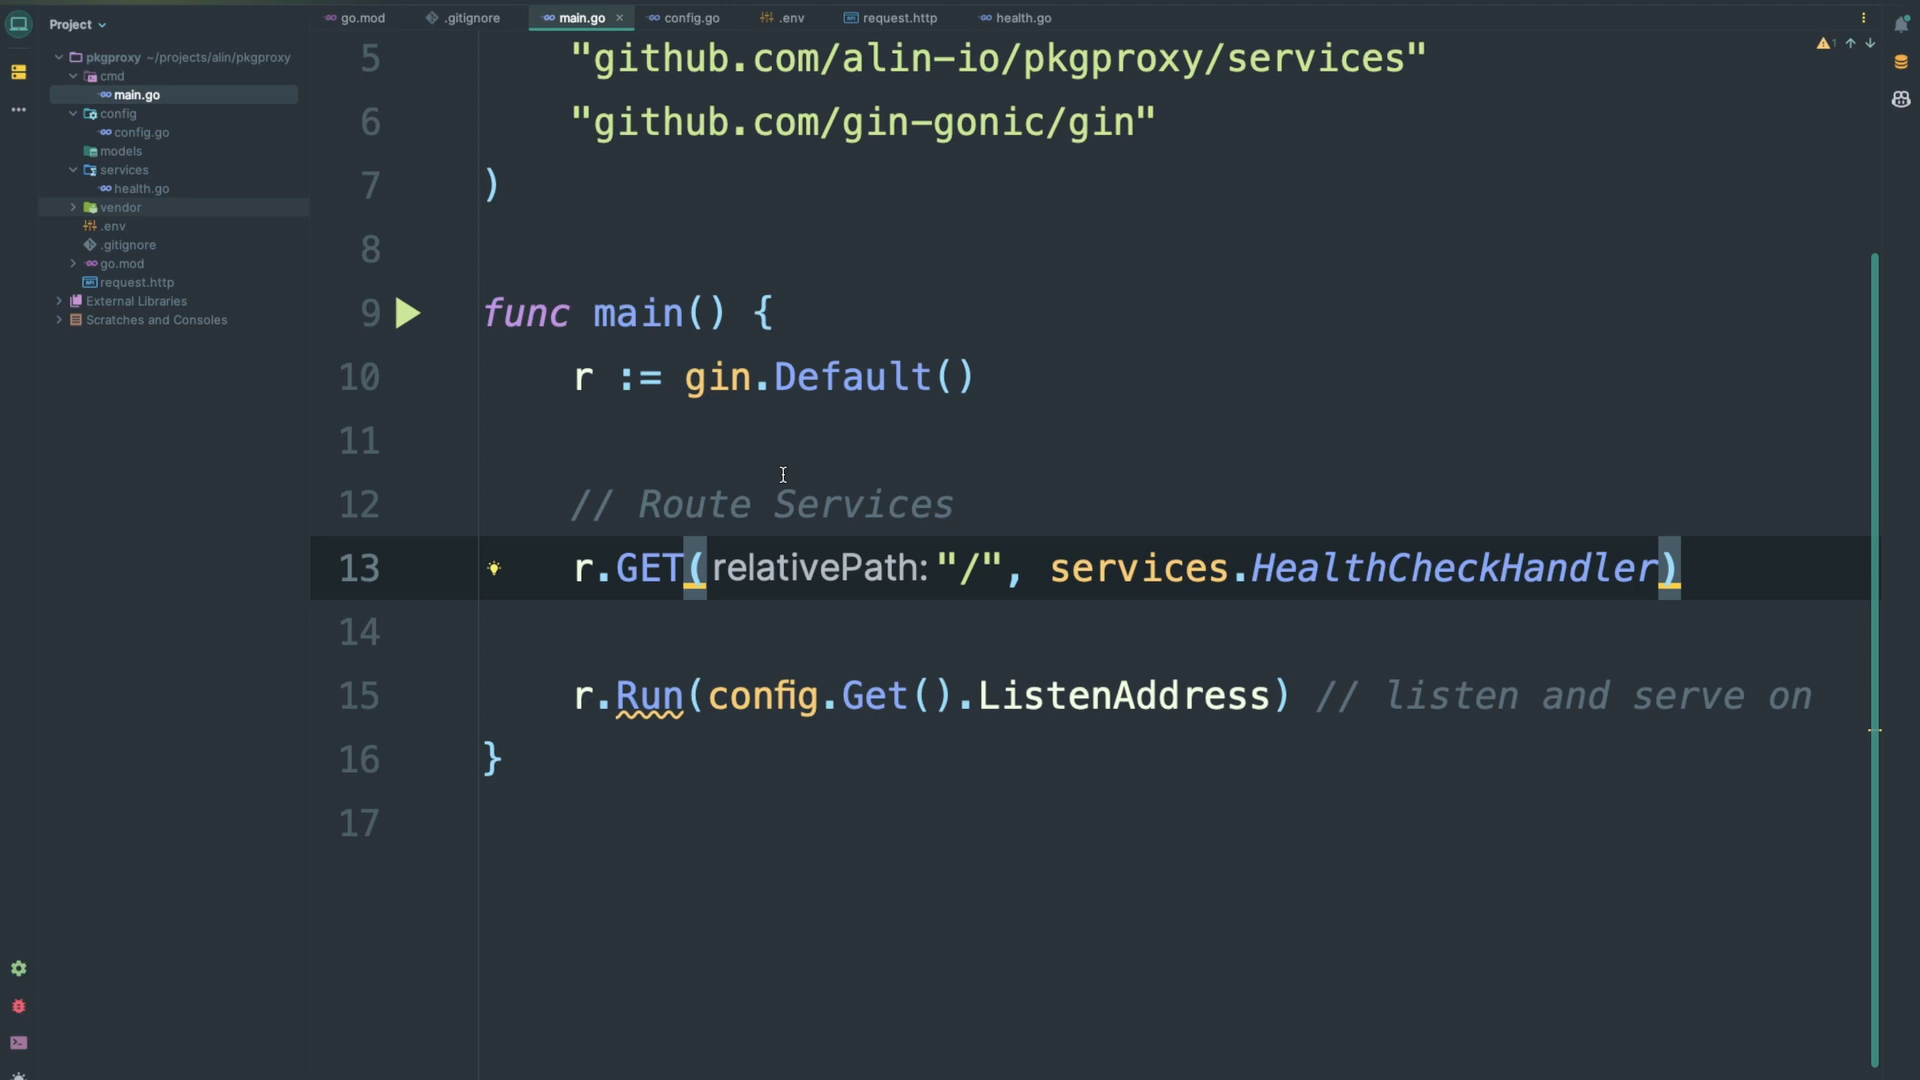 Project
go.mod
.gitignore
main.go
config.go
.env
request.http
health.go
pkgproxy ~/projects/alin/pkgproxy
cmd
main.go
config
config.go
models
services
health.go
vendor
.env
.gitignore
go.mod
request.http
External Libraries
Scratches and Consoles
1
5 "github.com/alin-io/pkgproxy/services"
6 "github.com/gin-gonic/gin"
7 )
8
9 func main() {
10 r := gin.Default()
11
12 // Route Services
13 r.GET( relativePath: "/", services.HealthCheckHandler)
14
15 r.Run(config.Get().ListenAddress) // listen and serve on
16 }
17